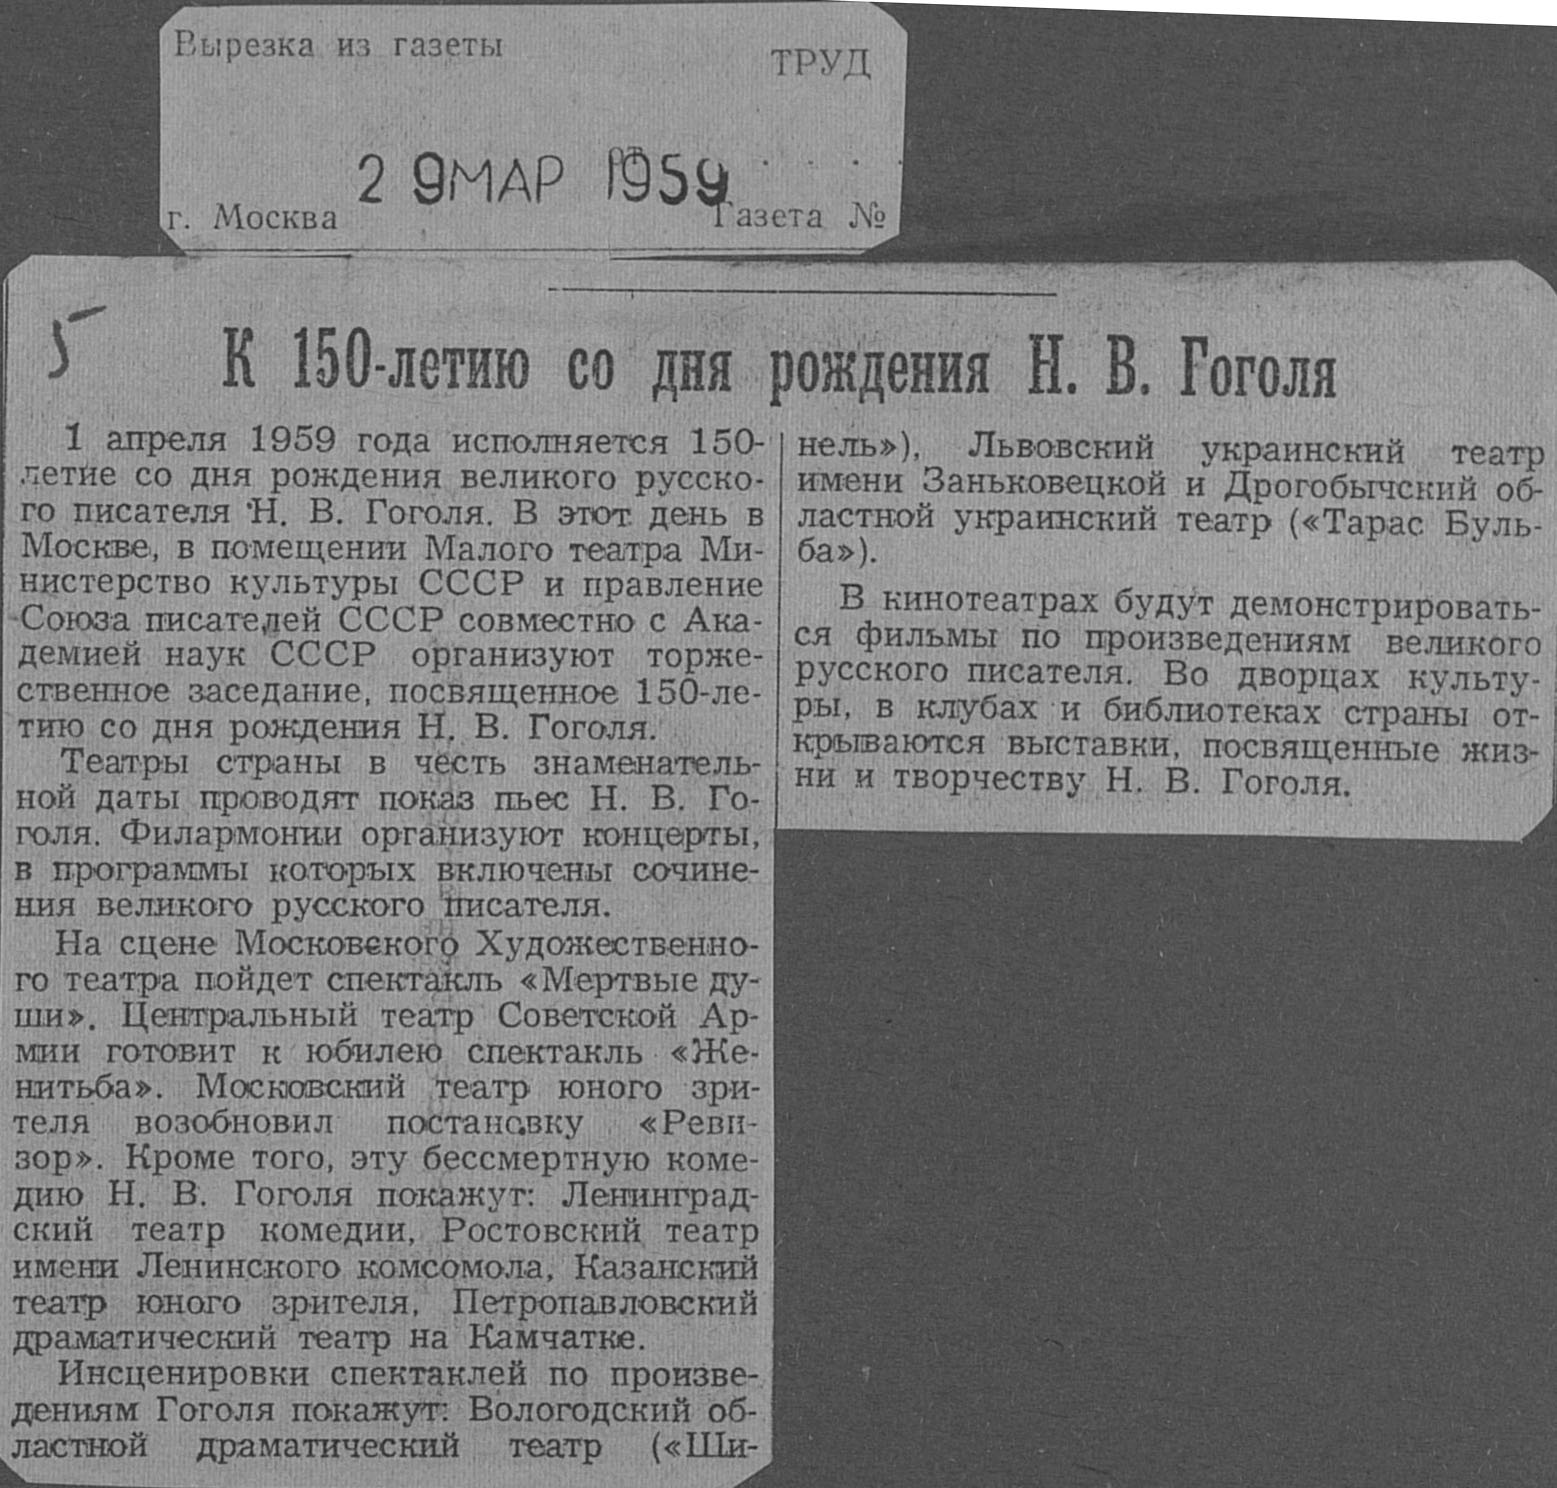 Вырезка из газеты
ТРУД
29 МАР 1959
г. Москва
Газета №
5
К 150-летию со дня рождения Н. В. Гоголя
1 апреля 1959 года исполняется 150-
летие со дня рождения великого русско-
го писателя Н. В. Гоголя. В этот день в
Москве, в помещении Малого театра Ми-
нистерство культуры СССР и правление
Союза писателей СССР совместно с Ака-
демией наук СССР организуют торже-
ственное заседание, посвященное 150-ле-
тию со дня рождения Н. В. Гоголя.
Театры страны в честь знаменатель-
ной даты проводят показ пьес Н. В. Го-
голя. Филармонии организуют концерты,
в программы которых включены сочине-
ния великого русского писателя.
На сцене Московского Художественно-
го театра пойдет спектакль «Мертвые ду-
ши». Центральный театр Советской Ар-
мии готовит к юбилею спектакль «Же-
нитьба». Московский театр юного зри-
теля возобновил постановку «Реви-
зор». Кроме того, эту бессмертную коме-
дию Н. В. Гоголя покажут: Ленинград-
ский театр комедии, Ростовский театр
имени Ленинского комсомола, Казанский
театр юного зрителя, Петропавловский
драматический театр на Камчатке.
Инсценировки спектаклей по произве-
дениям Гоголя покажут: Вологодский об-
ластной драматический театр («Ши-
нель»), Львовский украинский театр
имени Заньковецкой и Дрогобычский об-
ластной украинский театр («Тарас Буль-
ба»).
В кинотеатрах будут демонстрировать-
ся фильмы по произведениям великого
русского писателя. Во дворцах культу-
ры, в клубах и библиотеках страны от-
крываются выставки, посвященные жиз-
ни и творчеству Н. В. Гоголя.